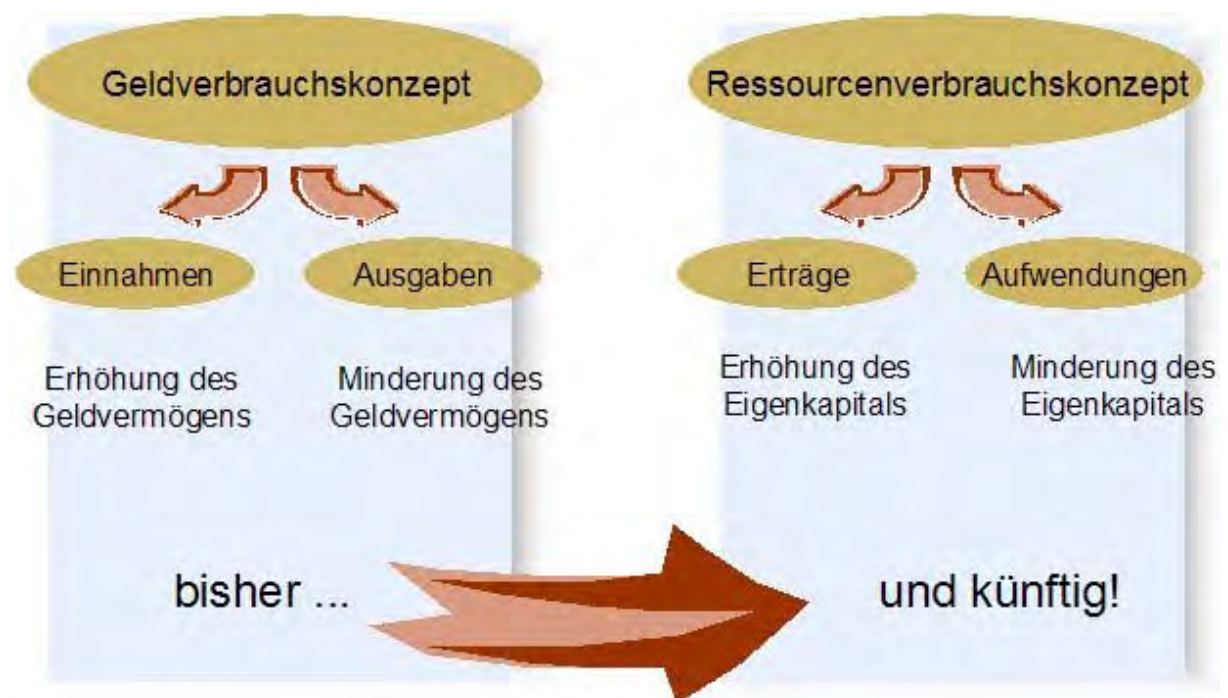 Geldverbrauchskonzept
Einnahmen
Ausgaben
Erhöhung des
Geldvermögens
Minderung des
Geldvermögens
bisher ...
Ressourcenverbrauchskonzept
Erträge
Aufwendungen
Erhöhung des
Eigenkapitals
Minderung des
Eigenkapitals
und künftig!